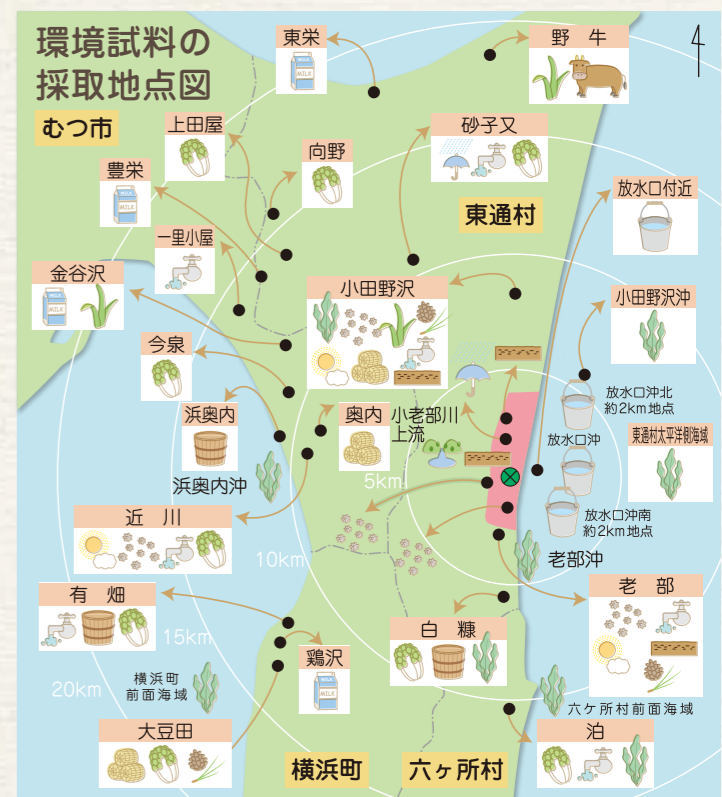 環境試料の
採取地点図
むつ市
東栄
MILK
野牛
上田屋
向野
砂子又
豊栄
MILK
東通村
放水口付近
一里小屋
金谷沢
MILK
小田野沢
小田野沢沖
今泉
浜奥内
奥内
小老部川
上流
放水口沖北
約2km地点
放水口沖
東通村太平洋側海域
5km
浜奥内沖
放水口沖南
約2km地点
近川
10km
老部沖
有畑
老部
15km
白糠
鶏沢
MILK
横浜町
前面海域
20km
六ケ所村前面海域
大豆田
泊
横浜町
六ヶ所村